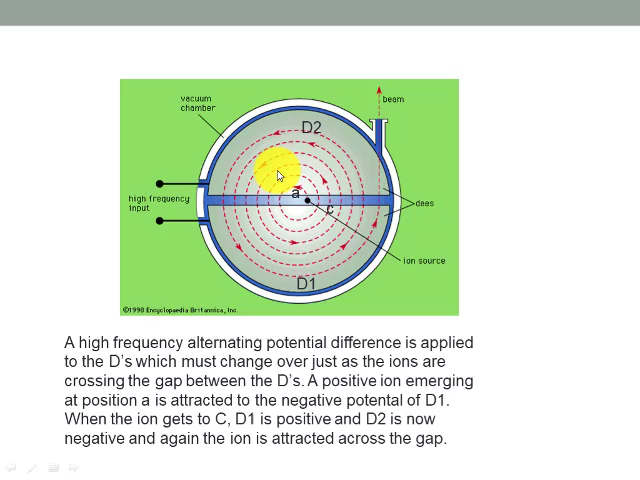 vacuum
chamber
D2
beam
high frequency
input
a
c
dees
ion source
D1
©1998 Encyclopaedia Britannica, Inc.
A high frequency alternating potential difference is applied
to the D's which must change over just as the ions are
crossing the gap between the D's. A positive ion emerging
at position a is attracted to the negative potental of D1.
When the ion gets to C, D1 is positive and D2 is now
negative and again the ion is attracted across the gap.